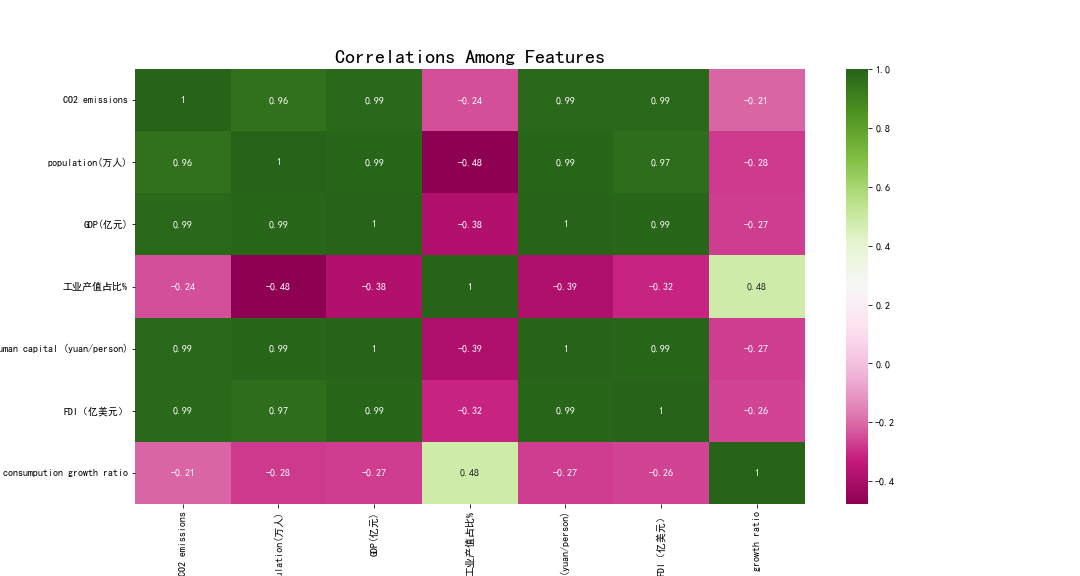 Correlations Among Features
CO2 emissions 1 0.96 0.99 -0.24 0.99 0.99 -0.21
population(万人) 0.96 1 0.99 -0.48 0.99 0.97 -0.28
GDP(亿元) 0.99 0.99 1 -0.38 1 0.99 -0.27
工业产值占比% -0.24 -0.48 -0.38 1 -0.39 -0.32 0.48
uman capital (yuan/person) 0.99 0.99 1 -0.39 1 0.99 -0.27
FDI（亿美元） 0.99 0.97 0.99 -0.32 0.99 1 -0.26
consumpution growth ratio -0.21 -0.28 -0.27 0.48 -0.27 -0.26 1
1.0
0.8
0.6
0.4
0.2
0.0
-0.2
-0.4
CO2 emissions
ulation(万人)
GDP(亿元)
工业产值占比%
(yuan/person)
FDI（亿美元）
growth ratio